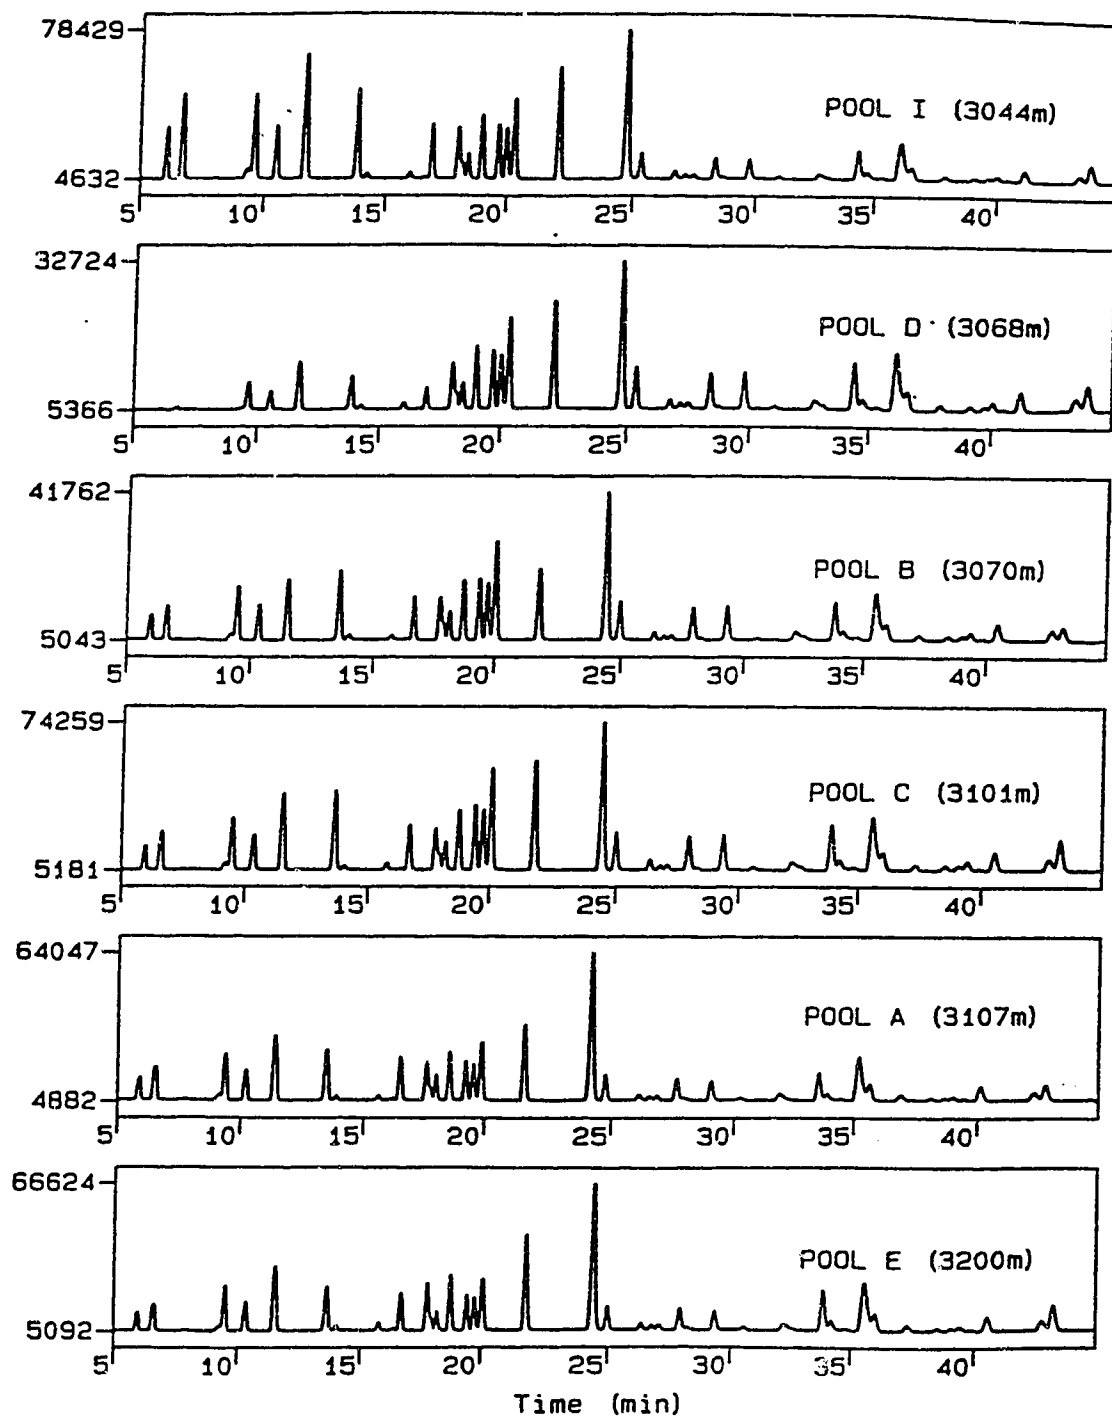 78429
POOL I (3044m)
4632
5 10 15 20 25 30 35 40
32724
POOL D (3068m)
5366
5 10 15 20 25 30 35 40
41762
POOL B (3070m)
5043
5 10 15 20 25 30 35 40
74259
POOL C (3101m)
5181
5 10 15 20 25 30 35 40
64047
POOL A (3107m)
4882
5 10 15 20 25 30 35 40
66624
POOL E (3200m)
5092
5 10 15 20 25 30 35 40
Time (min)